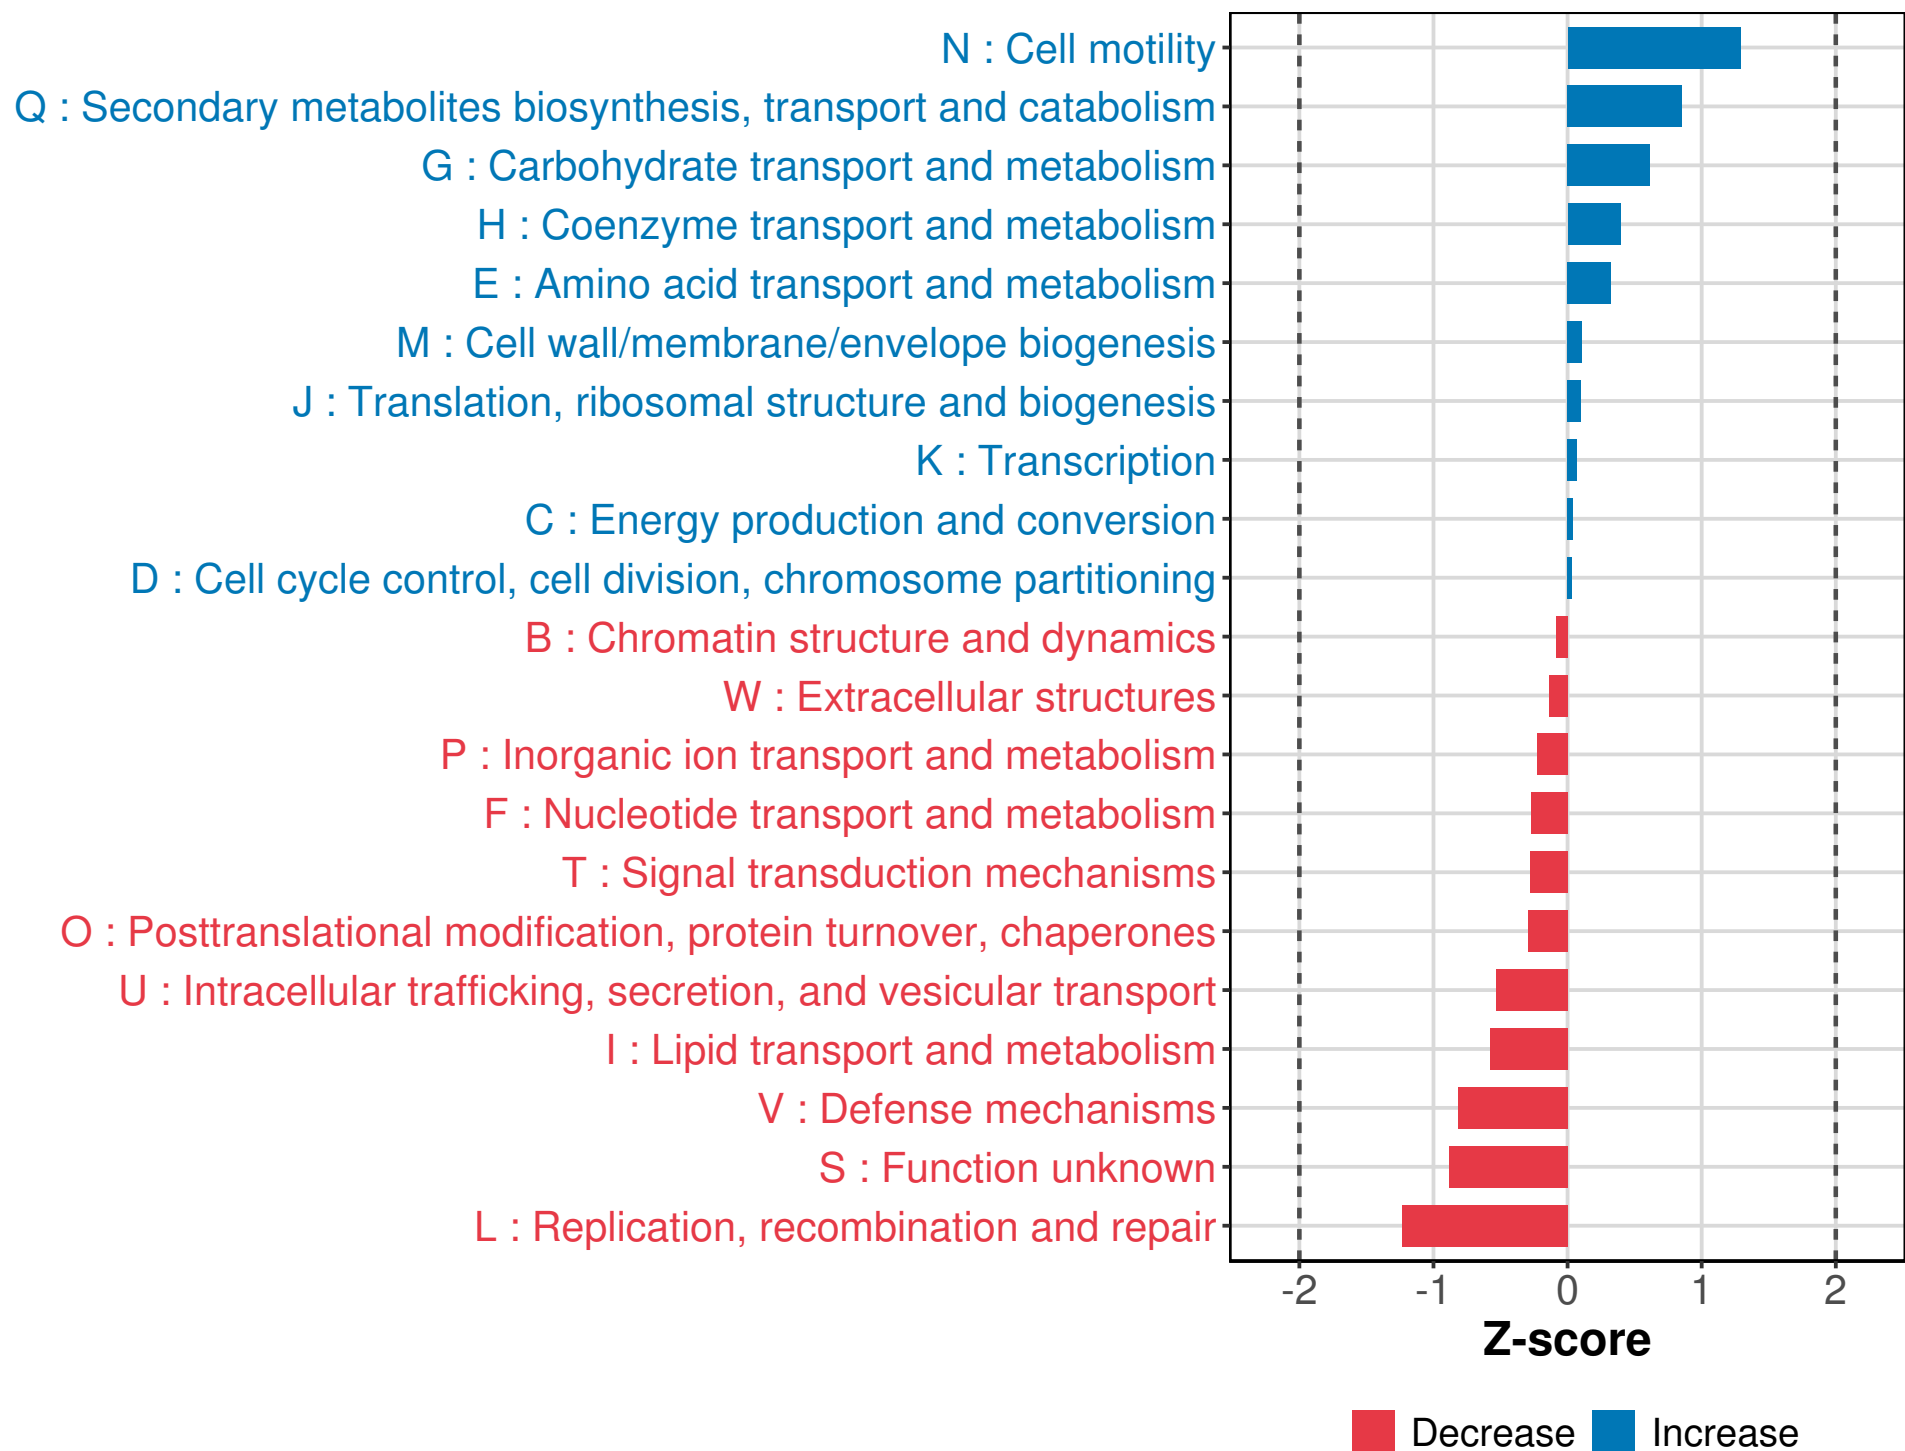 N : Cell motility
Q : Secondary metabolites biosynthesis, transport and catabolism
G : Carbohydrate transport and metabolism
H : Coenzyme transport and metabolism
E : Amino acid transport and metabolism
M : Cell wall/membrane/envelope biogenesis
J : Translation, ribosomal structure and biogenesis
K : Transcription
C : Energy production and conversion
D : Cell cycle control, cell division, chromosome partitioning
B : Chromatin structure and dynamics
W : Extracellular structures
P : Inorganic ion transport and metabolism
F : Nucleotide transport and metabolism
T : Signal transduction mechanisms
O : Posttranslational modification, protein turnover, chaperones
U : Intracellular trafficking, secretion, and vesicular transport
I : Lipid transport and metabolism
V : Defense mechanisms
S : Function unknown
L : Replication, recombination and repair
-2 -1 0 1 2
Z-score
Decrease Increase